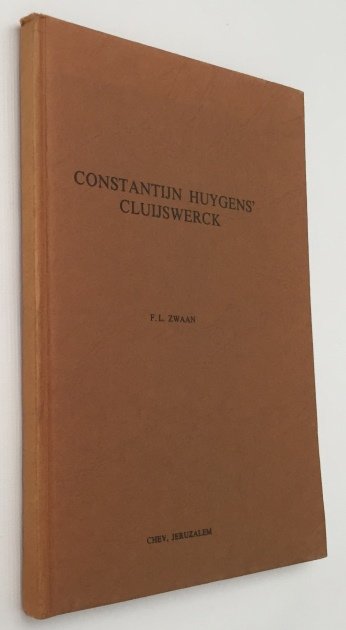 CONSTANTIJN HUYGENS'
CLUIJSWERCK
F. L. ZWAAN
CHEV, JERUZALEM